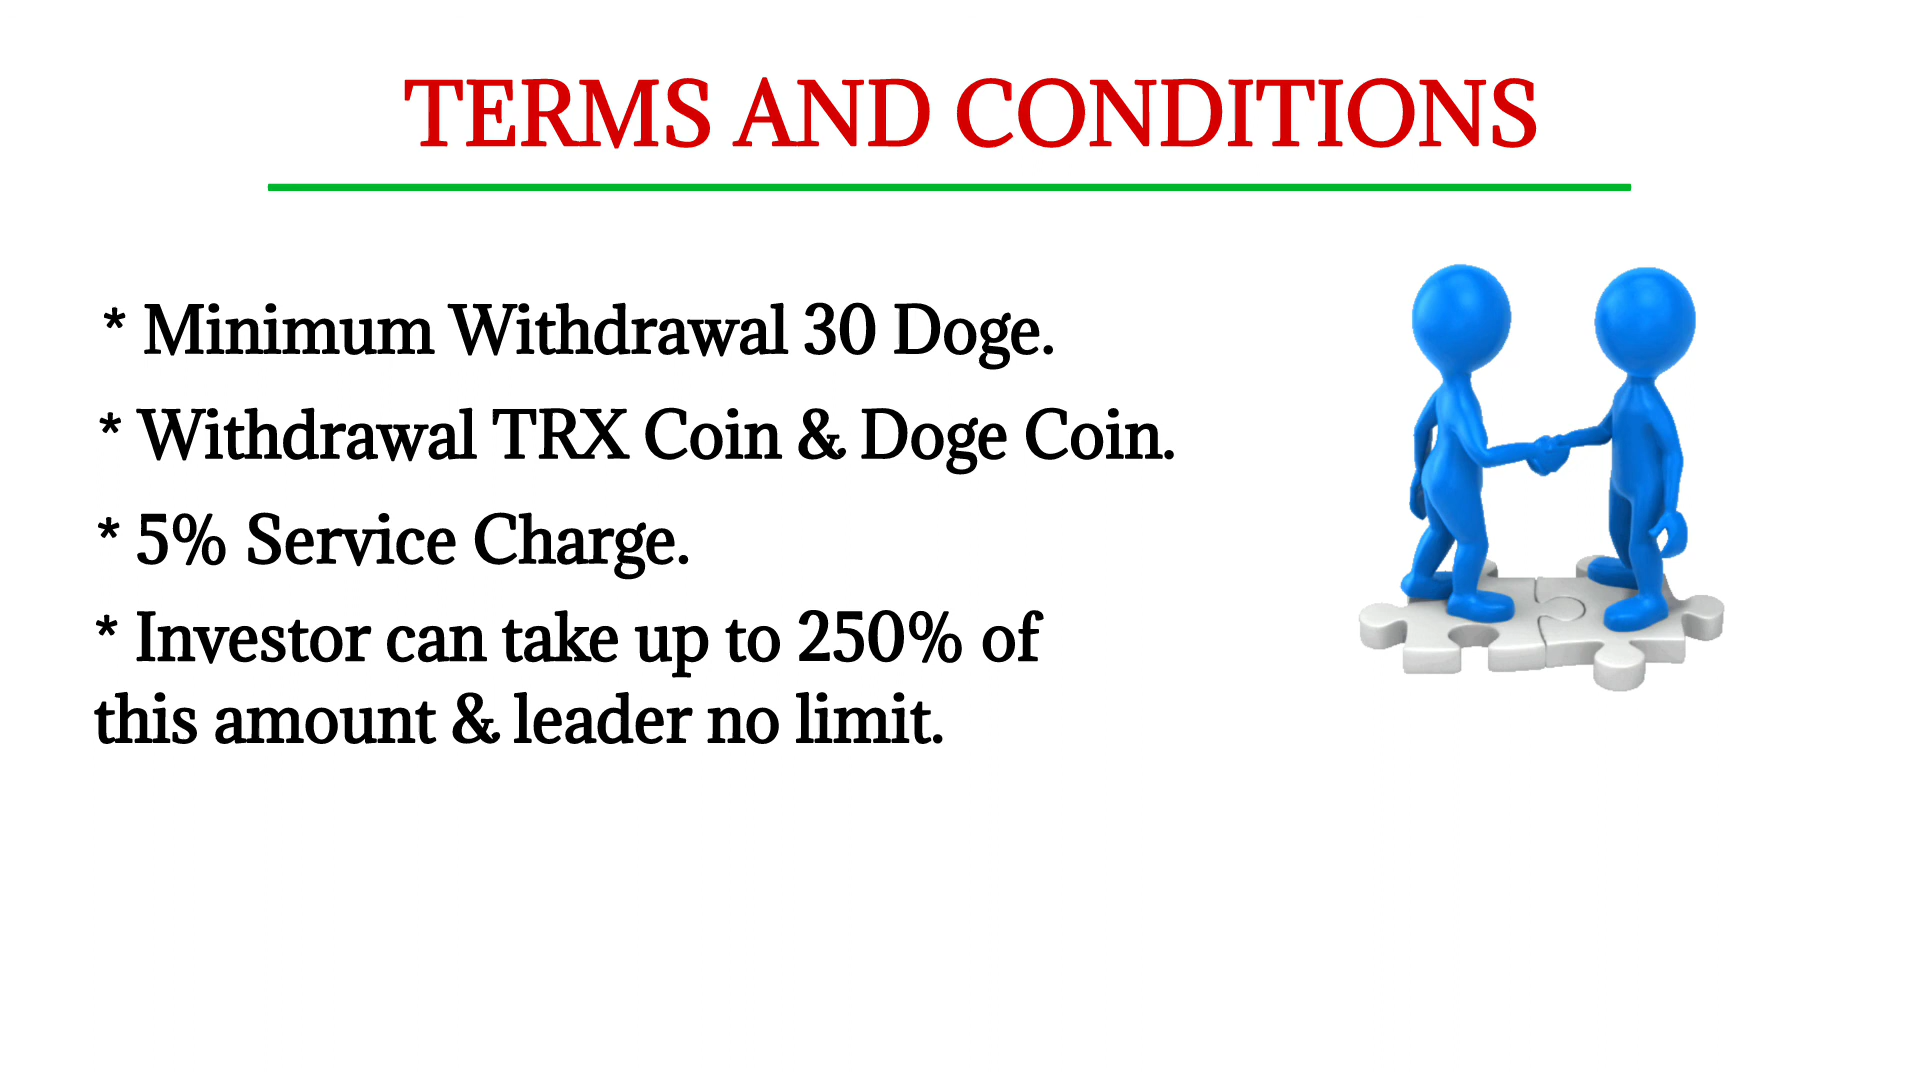 TERMS AND CONDITIONS
* Minimum Withdrawal 30 Doge.
* Withdrawal TRX Coin & Doge Coin.
* 5% Service Charge.
* Investor can take up to 250% of
this amount & leader no limit.